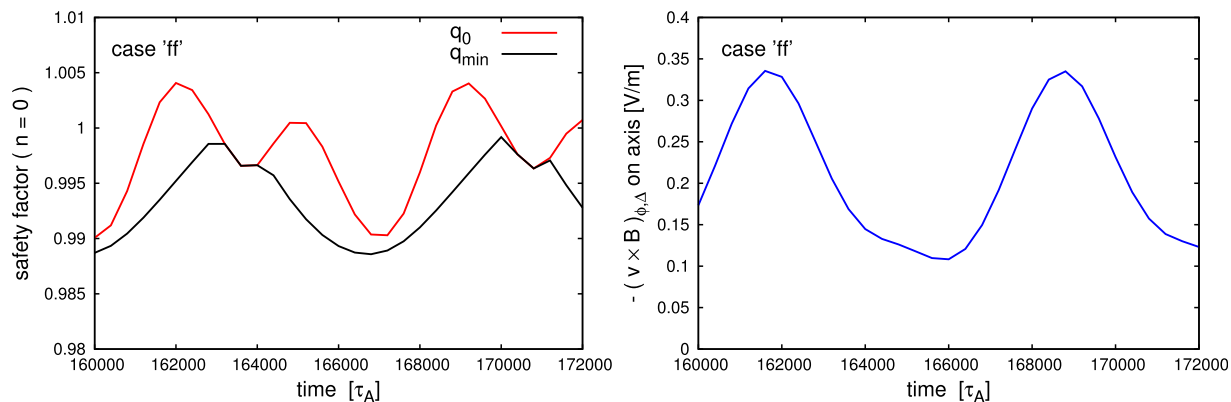 1.01
1.005
1
0.995
0.99
0.985
0.98
safety factor ( n = 0 )
case 'ff'
q0
qmin
160000 162000 164000 166000 168000 170000 172000
time [τA]
0.4
0.35
0.3
0.25
0.2
0.15
0.1
0.05
0
- ( v × B )ϕ,Δ on axis [V/m]
case 'ff'
160000 162000 164000 166000 168000 170000 172000
time [τA]